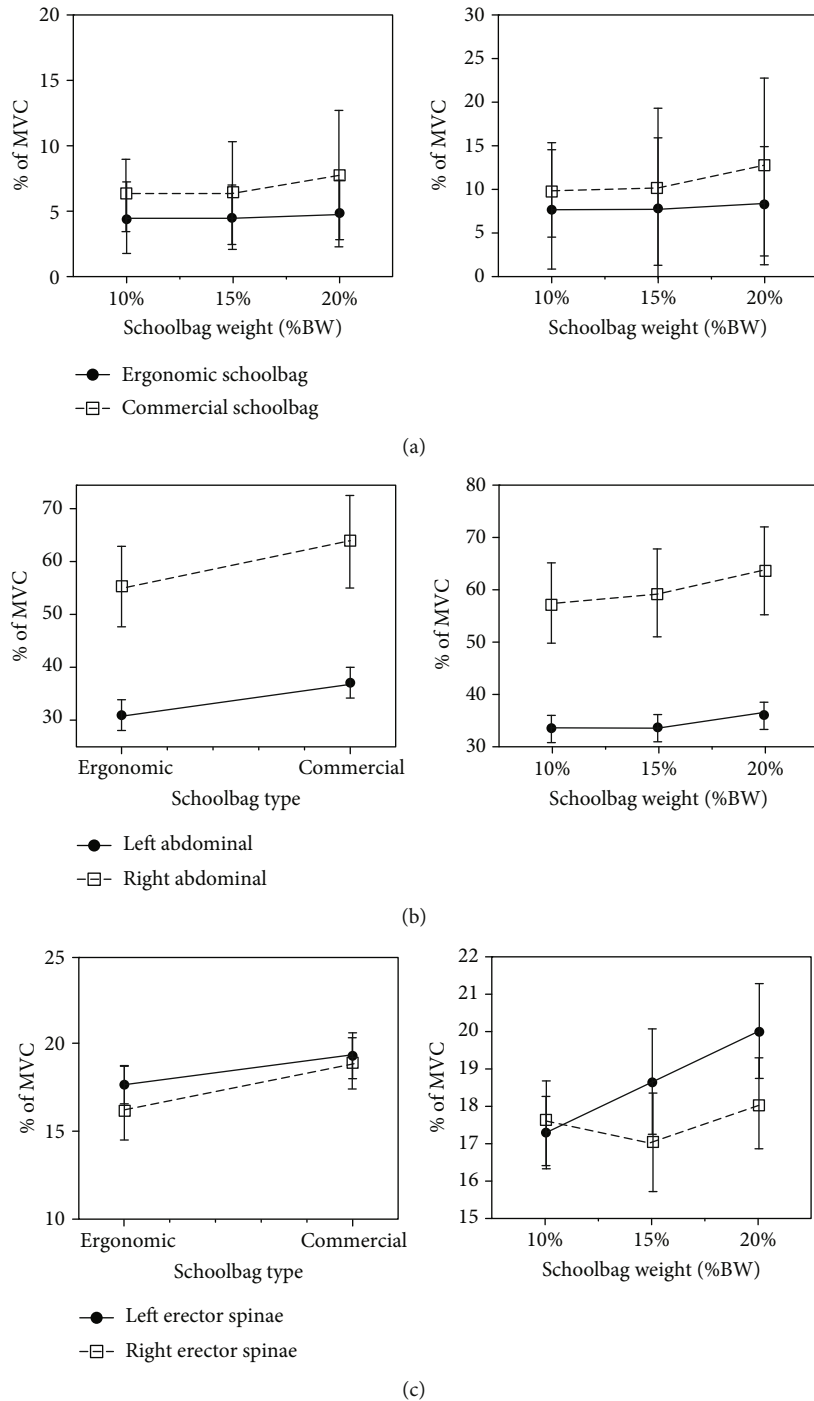 20
15
10
5
0
% of MVC
10%
15%
20%
Schoolbag weight (%BW)
30
25
20
15
10
5
0
% of MVC
10%
15%
20%
Schoolbag weight (%BW)
Ergonomic schoolbag
Commercial schoolbag
(a)
70
60
50
40
30
% of MVC
Ergonomic
Commercial
Schoolbag type
80
70
60
50
40
30
% of MVC
10%
15%
20%
Schoolbag weight (%BW)
Left abdominal
Right abdominal
(b)
25
20
15
10
% of MVC
Ergonomic
Commercial
Schoolbag type
22
21
20
19
18
17
16
15
% of MVC
10%
15%
20%
Schoolbag weight (%BW)
Left erector spinae
Right erector spinae
(c)